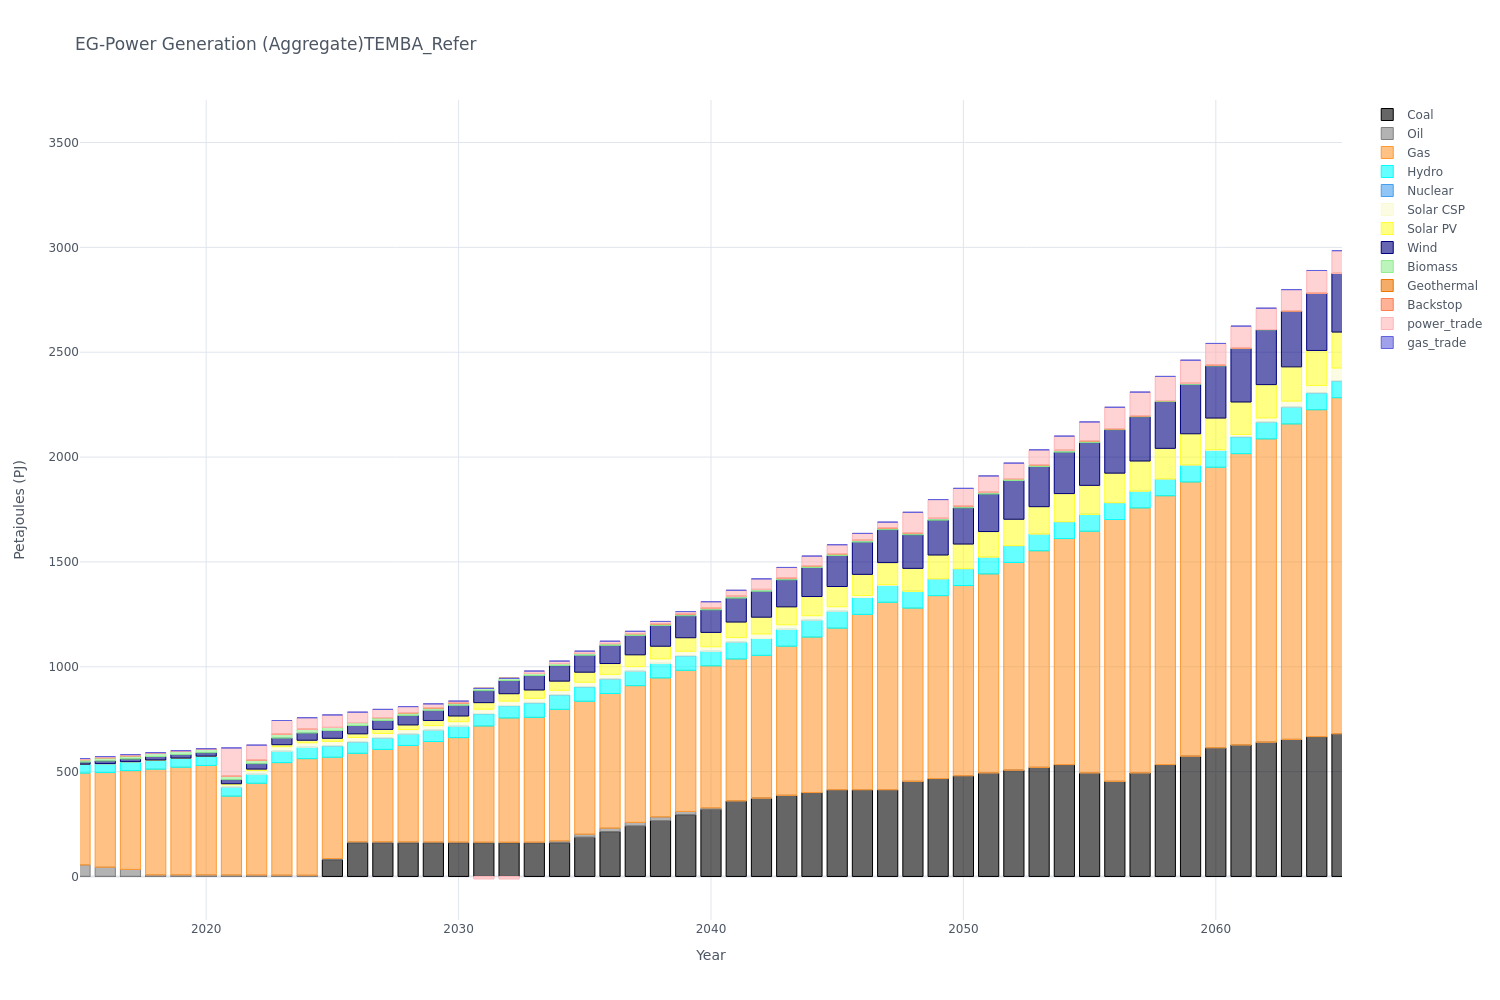 EG-Power Generation (Aggregate)TEMBA_Refer
Petajoules (PJ)
3500
3000
2500
2000
1500
1000
500
0
2020
2030
2040
2050
2060
Year
Coal
Oil
Gas
Hydro
Nuclear
Solar CSP
Solar PV
Wind
Biomass
Geothermal
Backstop
power_trade
gas_trade